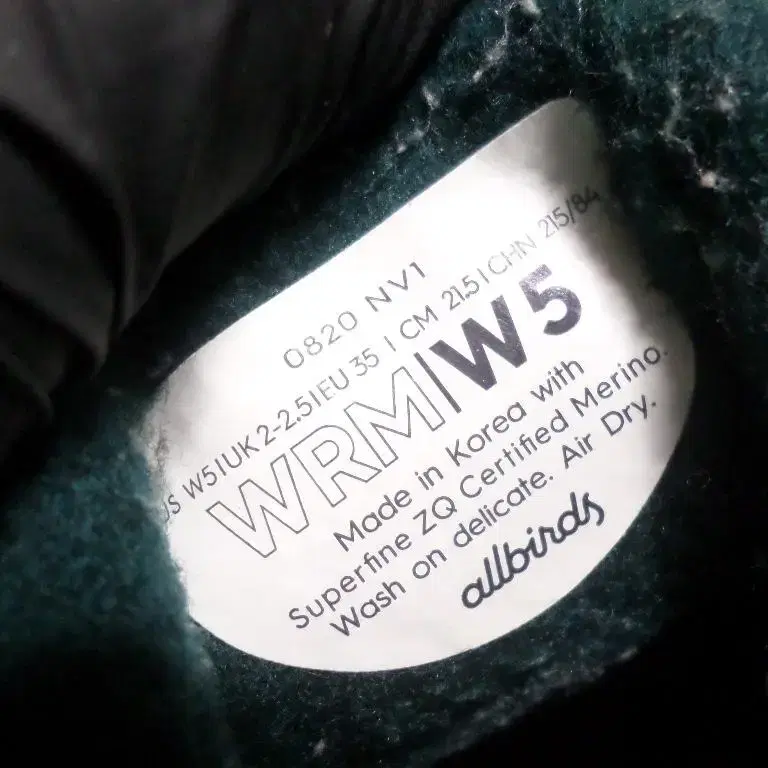 0820 NV1
US W5 | UK 2-2.5 | EU 35 | CM 21.5 | CHN 215/84
WRM|W5
Made in Korea with
Superfine ZQ Certified Merino.
Wash on delicate. Air Dry.
allbirds